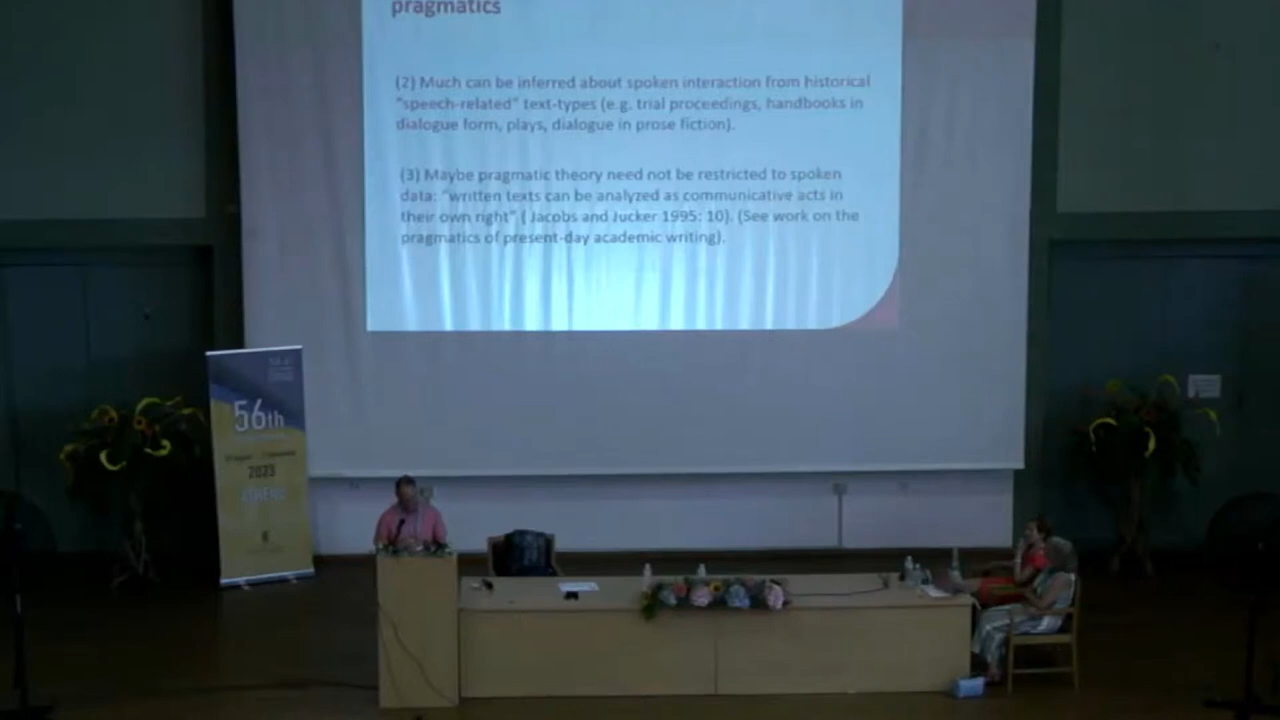 pragmatics
(2) Much can be inferred about spoken interaction from historical
"speech-related" text-types (e.g. trial proceedings, handbooks in
dialogue form, plays, dialogue in prose fiction).
(3) Maybe pragmatic theory need not be restricted to spoken
data: "written texts can be analyzed as communicative acts in
their own right" ( Jacobs and Jucker 1995: 10). (See work on the
pragmatics of present-day academic writing).
56th
2023
ATHENS